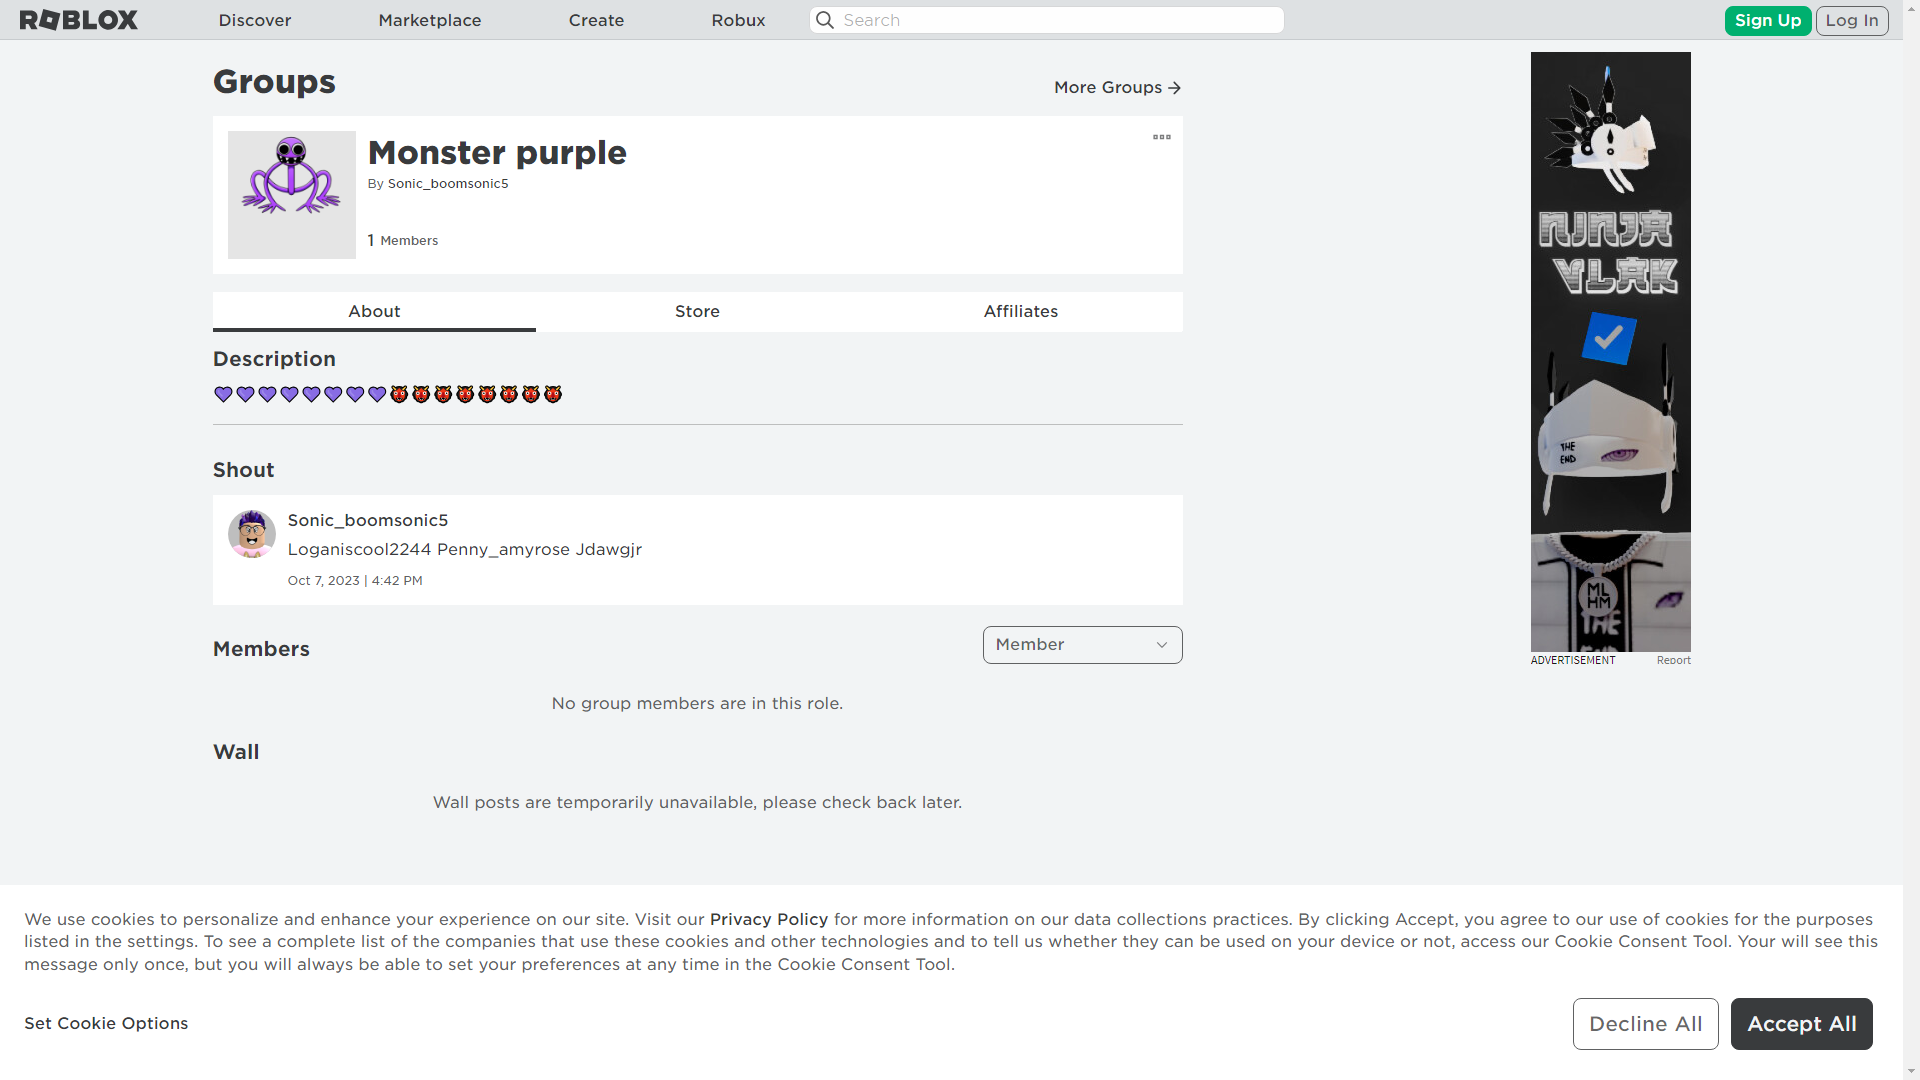 ROBLOX
Discover
Marketplace
Create
Robux
Search
Sign Up
Log In
Groups
More Groups
Monster purple
By Sonic_boomsonic5
1 Members
About
Store
Affiliates
Description
💜💜💜💜💜💜💜💜👹👹👹👹👹👹👹👹
Shout
Sonic_boomsonic5
Loganiscool2244 Penny_amyrose Jdawgjr
Oct 7, 2023 | 4:42 PM
Members
Member
No group members are in this role.
Wall
Wall posts are temporarily unavailable, please check back later.
NINJA
VLAK
THE
END
ML
HM
THE
END
ADVERTISEMENT
Report
We use cookies to personalize and enhance your experience on our site. Visit our Privacy Policy for more information on our data collections practices. By clicking Accept, you agree to our use of cookies for the purposes
listed in the settings. To see a complete list of the companies that use these cookies and other technologies and to tell us whether they can be used on your device or not, access our Cookie Consent Tool. Your will see this
message only once, but you will always be able to set your preferences at any time in the Cookie Consent Tool.
Set Cookie Options
Decline All
Accept All